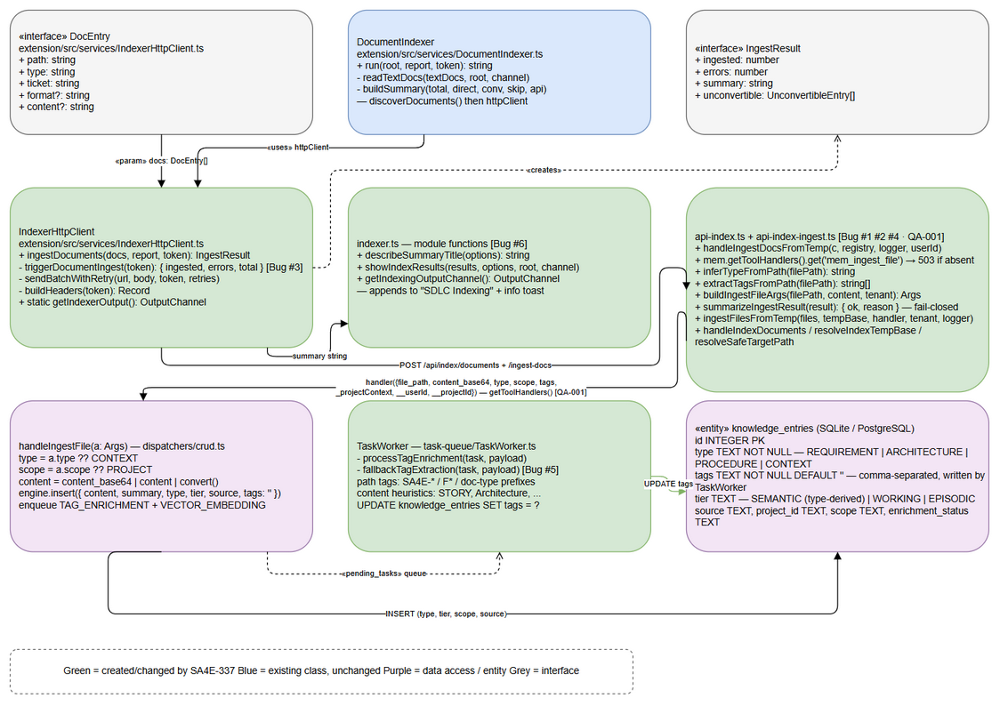 «interface» DocEntry
extension/src/services/IndexerHttpClient.ts
+ path: string
+ type: string
+ ticket: string
+ format?: string
+ content?: string
DocumentIndexer
extension/src/services/DocumentIndexer.ts
+ run(root, report, token): string
- readTextDocs(textDocs, root, channel)
- buildSummary(total, direct, conv, skip, api)
— discoverDocuments() then httpClient
«interface» IngestResult
+ ingested: number
+ errors: number
+ summary: string
+ unconvertible: UnconvertibleEntry[]
«uses» httpClient
«param» docs: DocEntry[]
«creates»
IndexerHttpClient
extension/src/services/IndexerHttpClient.ts
+ ingestDocuments(docs, report, token): IngestResult
- triggerDocumentIngest(token): { ingested, errors, total } [Bug #3]
- sendBatchWithRetry(url, body, token, retries)
- buildHeaders(token): Record
+ static getIndexerOutput(): OutputChannel
indexer.ts — module functions [Bug #6]
+ describeSummaryTitle(options): string
+ showIndexResults(results, options, root, channel)
+ getIndexingOutputChannel(): OutputChannel
— appends to "SDLC Indexing" + info toast
api-index.ts + api-index-ingest.ts [Bug #1 #2 #4 · QA-001]
+ handleIngestDocsFromTemp(c, registry, logger, userId)
+ mem.getToolHandlers().get('mem_ingest_file') → 503 if absent
+ inferTypeFromPath(filePath): string
+ extractTagsFromPath(filePath): string[]
+ buildIngestFileArgs(filePath, content, tenant): Args
+ summarizeIngestResult(result): { ok, reason } — fail-closed
+ ingestFilesFromTemp(files, tempBase, handler, tenant, logger)
+ handleIndexDocuments / resolveIndexTempBase /
resolveSafeTargetPath
summary string
POST /api/index/documents + /ingest-docs
handler({file_path, content_base64, type, scope, tags,
_projectContext, __userId, __projectId}) — getToolHandlers() [QA-001]
handleIngestFile(a: Args) — dispatchers/crud.ts
type = a.type ?? CONTEXT
scope = a.scope ?? PROJECT
content = content_base64 | content | convert()
engine.insert({ content, summary, type, tier, source, tags: '' })
enqueue TAG_ENRICHMENT + VECTOR_EMBEDDING
TaskWorker — task-queue/TaskWorker.ts
- processTagEnrichment(task, payload)
- fallbackTagExtraction(task, payload) [Bug #5]
path tags: SA4E-* / F* / doc-type prefixes
content heuristics: STORY, Architecture, ...
UPDATE knowledge_entries SET tags = ?
UPDATE tags
«entity» knowledge_entries (SQLite / PostgreSQL)
id INTEGER PK
type TEXT NOT NULL — REQUIREMENT | ARCHITECTURE |
PROCEDURE | CONTEXT
tags TEXT NOT NULL DEFAULT '' — comma-separated, written by
TaskWorker
tier TEXT — SEMANTIC (type-derived) | WORKING | EPISODIC
source TEXT, project_id TEXT, scope TEXT, enrichment_status
TEXT
«pending_tasks» queue
INSERT (type, tier, scope, source)
Green = created/changed by SA4E-337 Blue = existing class, unchanged Purple = data access / entity Grey = interface